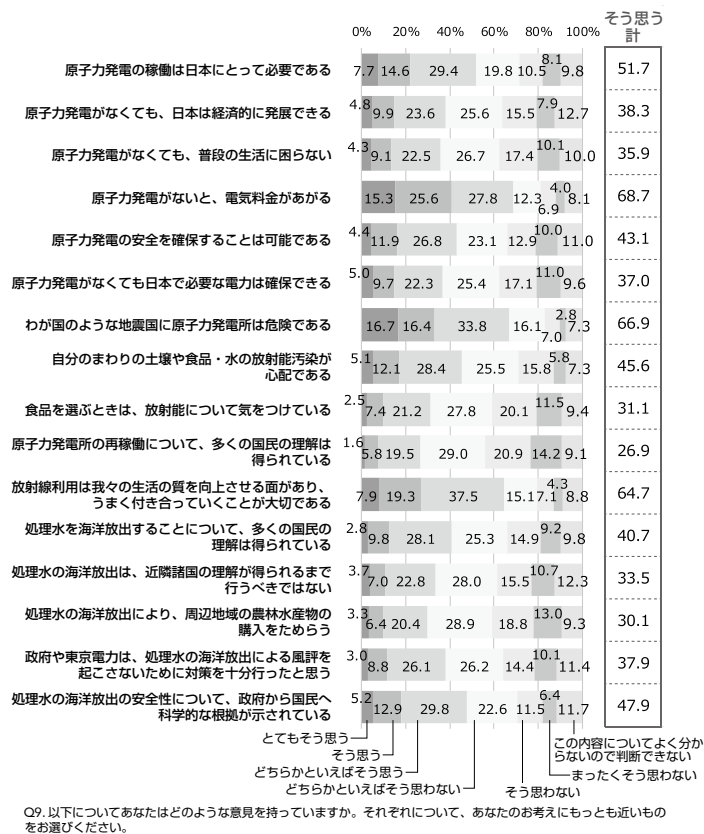 そう思う
計
0% 20% 40% 60% 80% 100%
原子力発電の稼働は日本にとって必要である 7.7 14.6 29.4 19.8 10.5 8.1 9.8 51.7
原子力発電がなくても、日本は経済的に発展できる 4.8 9.9 23.6 25.6 15.5 7.9 12.7 38.3
原子力発電がなくても、普段の生活に困らない 4.3 9.1 22.5 26.7 17.4 10.1 10.0 35.9
原子力発電がないと、電気料金があがる 15.3 25.6 27.8 12.3 6.9 4.0 8.1 68.7
原子力発電の安全を確保することは可能である 4.4 11.9 26.8 23.1 12.9 10.0 11.0 43.1
原子力発電がなくても日本で必要な電力は確保できる 5.0 9.7 22.3 25.4 17.1 11.0 9.6 37.0
わが国のような地震国に原子力発電所は危険である 16.7 16.4 33.8 16.1 7.0 2.8 7.3 66.9
自分のまわりの土壌や食品・水の放射能汚染が
心配である 5.1 12.1 28.4 25.5 15.8 5.8 7.3 45.6
食品を選ぶときは、放射能について気をつけている 2.5 7.4 21.2 27.8 20.1 11.5 9.4 31.1
原子力発電所の再稼働について、多くの国民の理解は
得られている 1.6 5.8 19.5 29.0 20.9 14.2 9.1 26.9
放射線利用は我々の生活の質を向上させる面があり、
うまく付き合っていくことが大切である 7.9 19.3 37.5 15.1 7.1 4.3 8.8 64.7
処理水を海洋放出することについて、多くの国民の
理解は得られている 2.8 9.8 28.1 25.3 14.9 9.2 9.8 40.7
処理水の海洋放出は、近隣諸国の理解が得られるまで
行うべきではない 3.7 7.0 22.8 28.0 15.5 10.7 12.3 33.5
処理水の海洋放出により、周辺地域の農林水産物の
購入をためらう 3.3 6.4 20.4 28.9 18.8 13.0 9.3 30.1
政府や東京電力は、処理水の海洋放出による風評を
起こさないために対策を十分行ったと思う 3.0 8.8 26.1 26.2 14.4 10.1 11.4 37.9
処理水の海洋放出の安全性について、政府から国民へ
科学的な根拠が示されている 5.2 12.9 29.8 22.6 11.5 6.4 11.7 47.9
とてもそう思う
そう思う
どちらかといえばそう思う
どちらかといえばそう思わない
そう思わない
まったくそう思わない
この内容についてよく分か
らないので判断できない
Q9. 以下についてあなたはどのような意見を持っていますか。それぞれについて、あなたのお考えにもっとも近いもの
をお選びください。